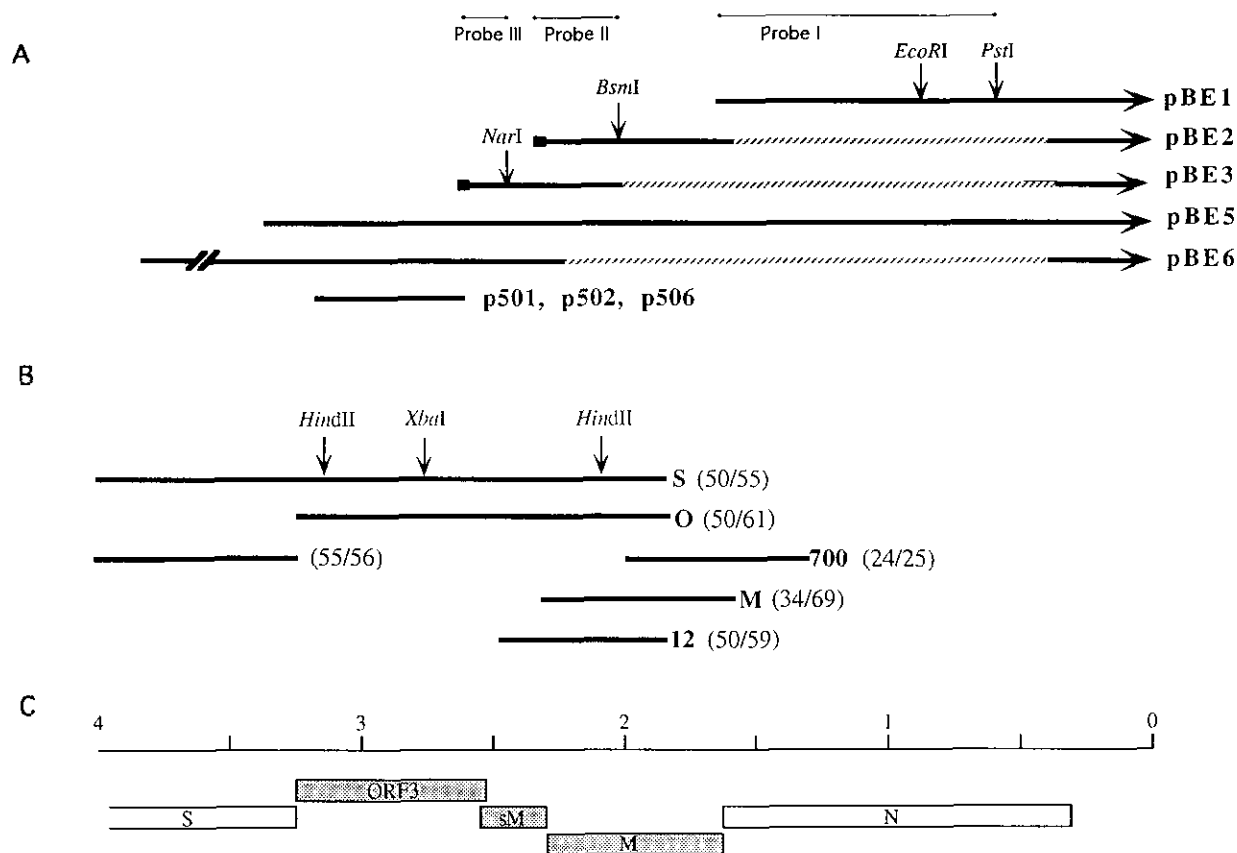 Probe III Probe II Probe I
A
EcoRI PstI
BsmI
pBE1
NarI
pBE2
pBE3
pBE5
pBE6
p501, p502, p506
B
HindII XbaI HindII
S (50/55)
O (50/61)
(55/56) 700 (24/25)
M (34/69)
12 (50/59)
C
4 3 2 1 0
ORF3
S sM N
M